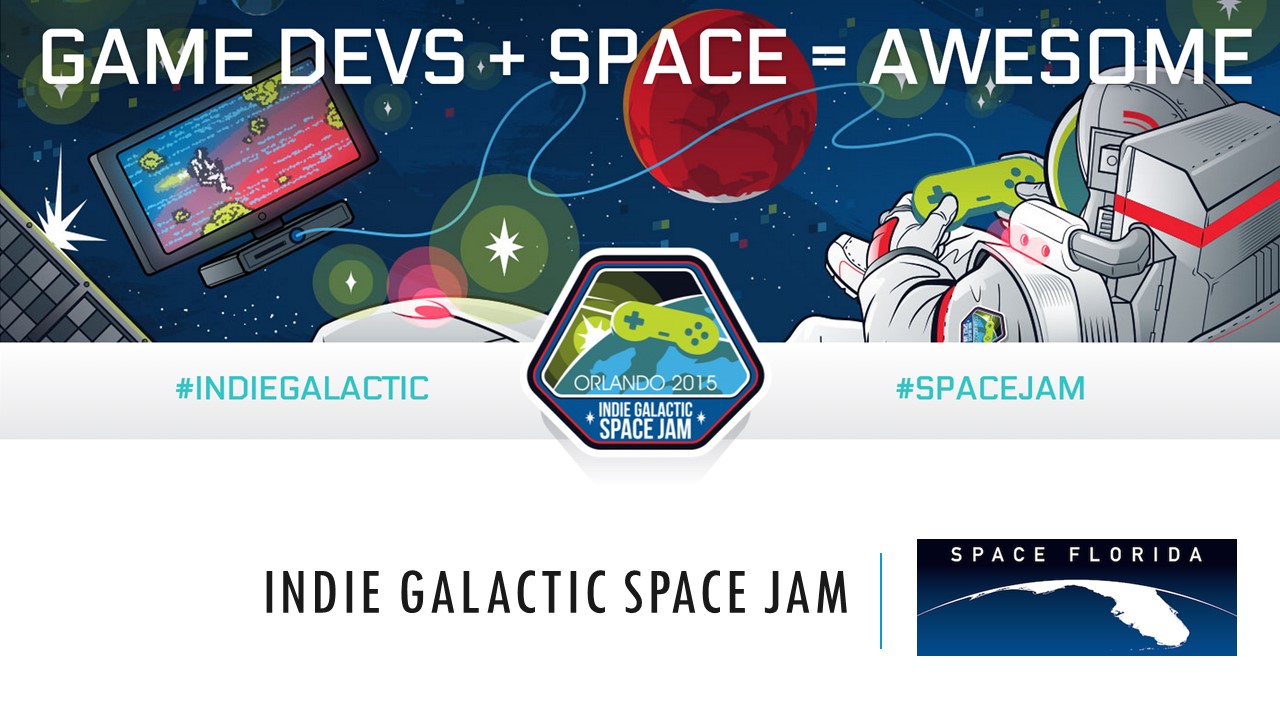 GAME DEVS + SPACE = AWESOME
#INDIEGALACTIC
#SPACEJAM
ORLANDO 2015
INDIE GALACTIC
SPACE JAM
INDIE GALACTIC SPACE JAM
SPACE FLORIDA